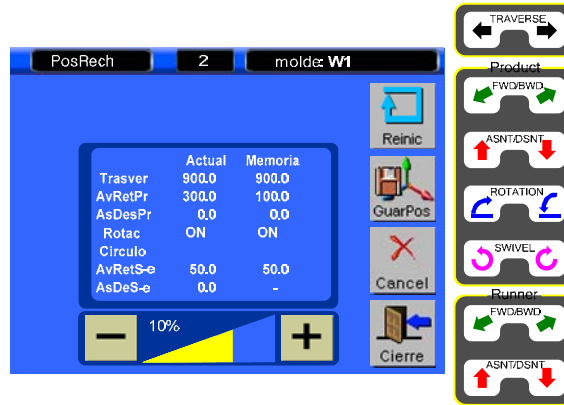 PosRech 2 molde: W1
Reinic
Actual Memoria
Trasver 900.0 900.0
AvRetPr 300.0 100.0
AsDesPr 0.0 0.0
Rotac ON ON
Circulo
AvRetS-e 50.0 50.0
AsDeS-e 0.0 -
GuarPos
Cancel
10%
Cierre
TRAVERSE
Product
FWD/BWD
ASNT/DSNT
ROTATION
SWIVEL
Runner
FWD/BWD
ASNT/DSNT